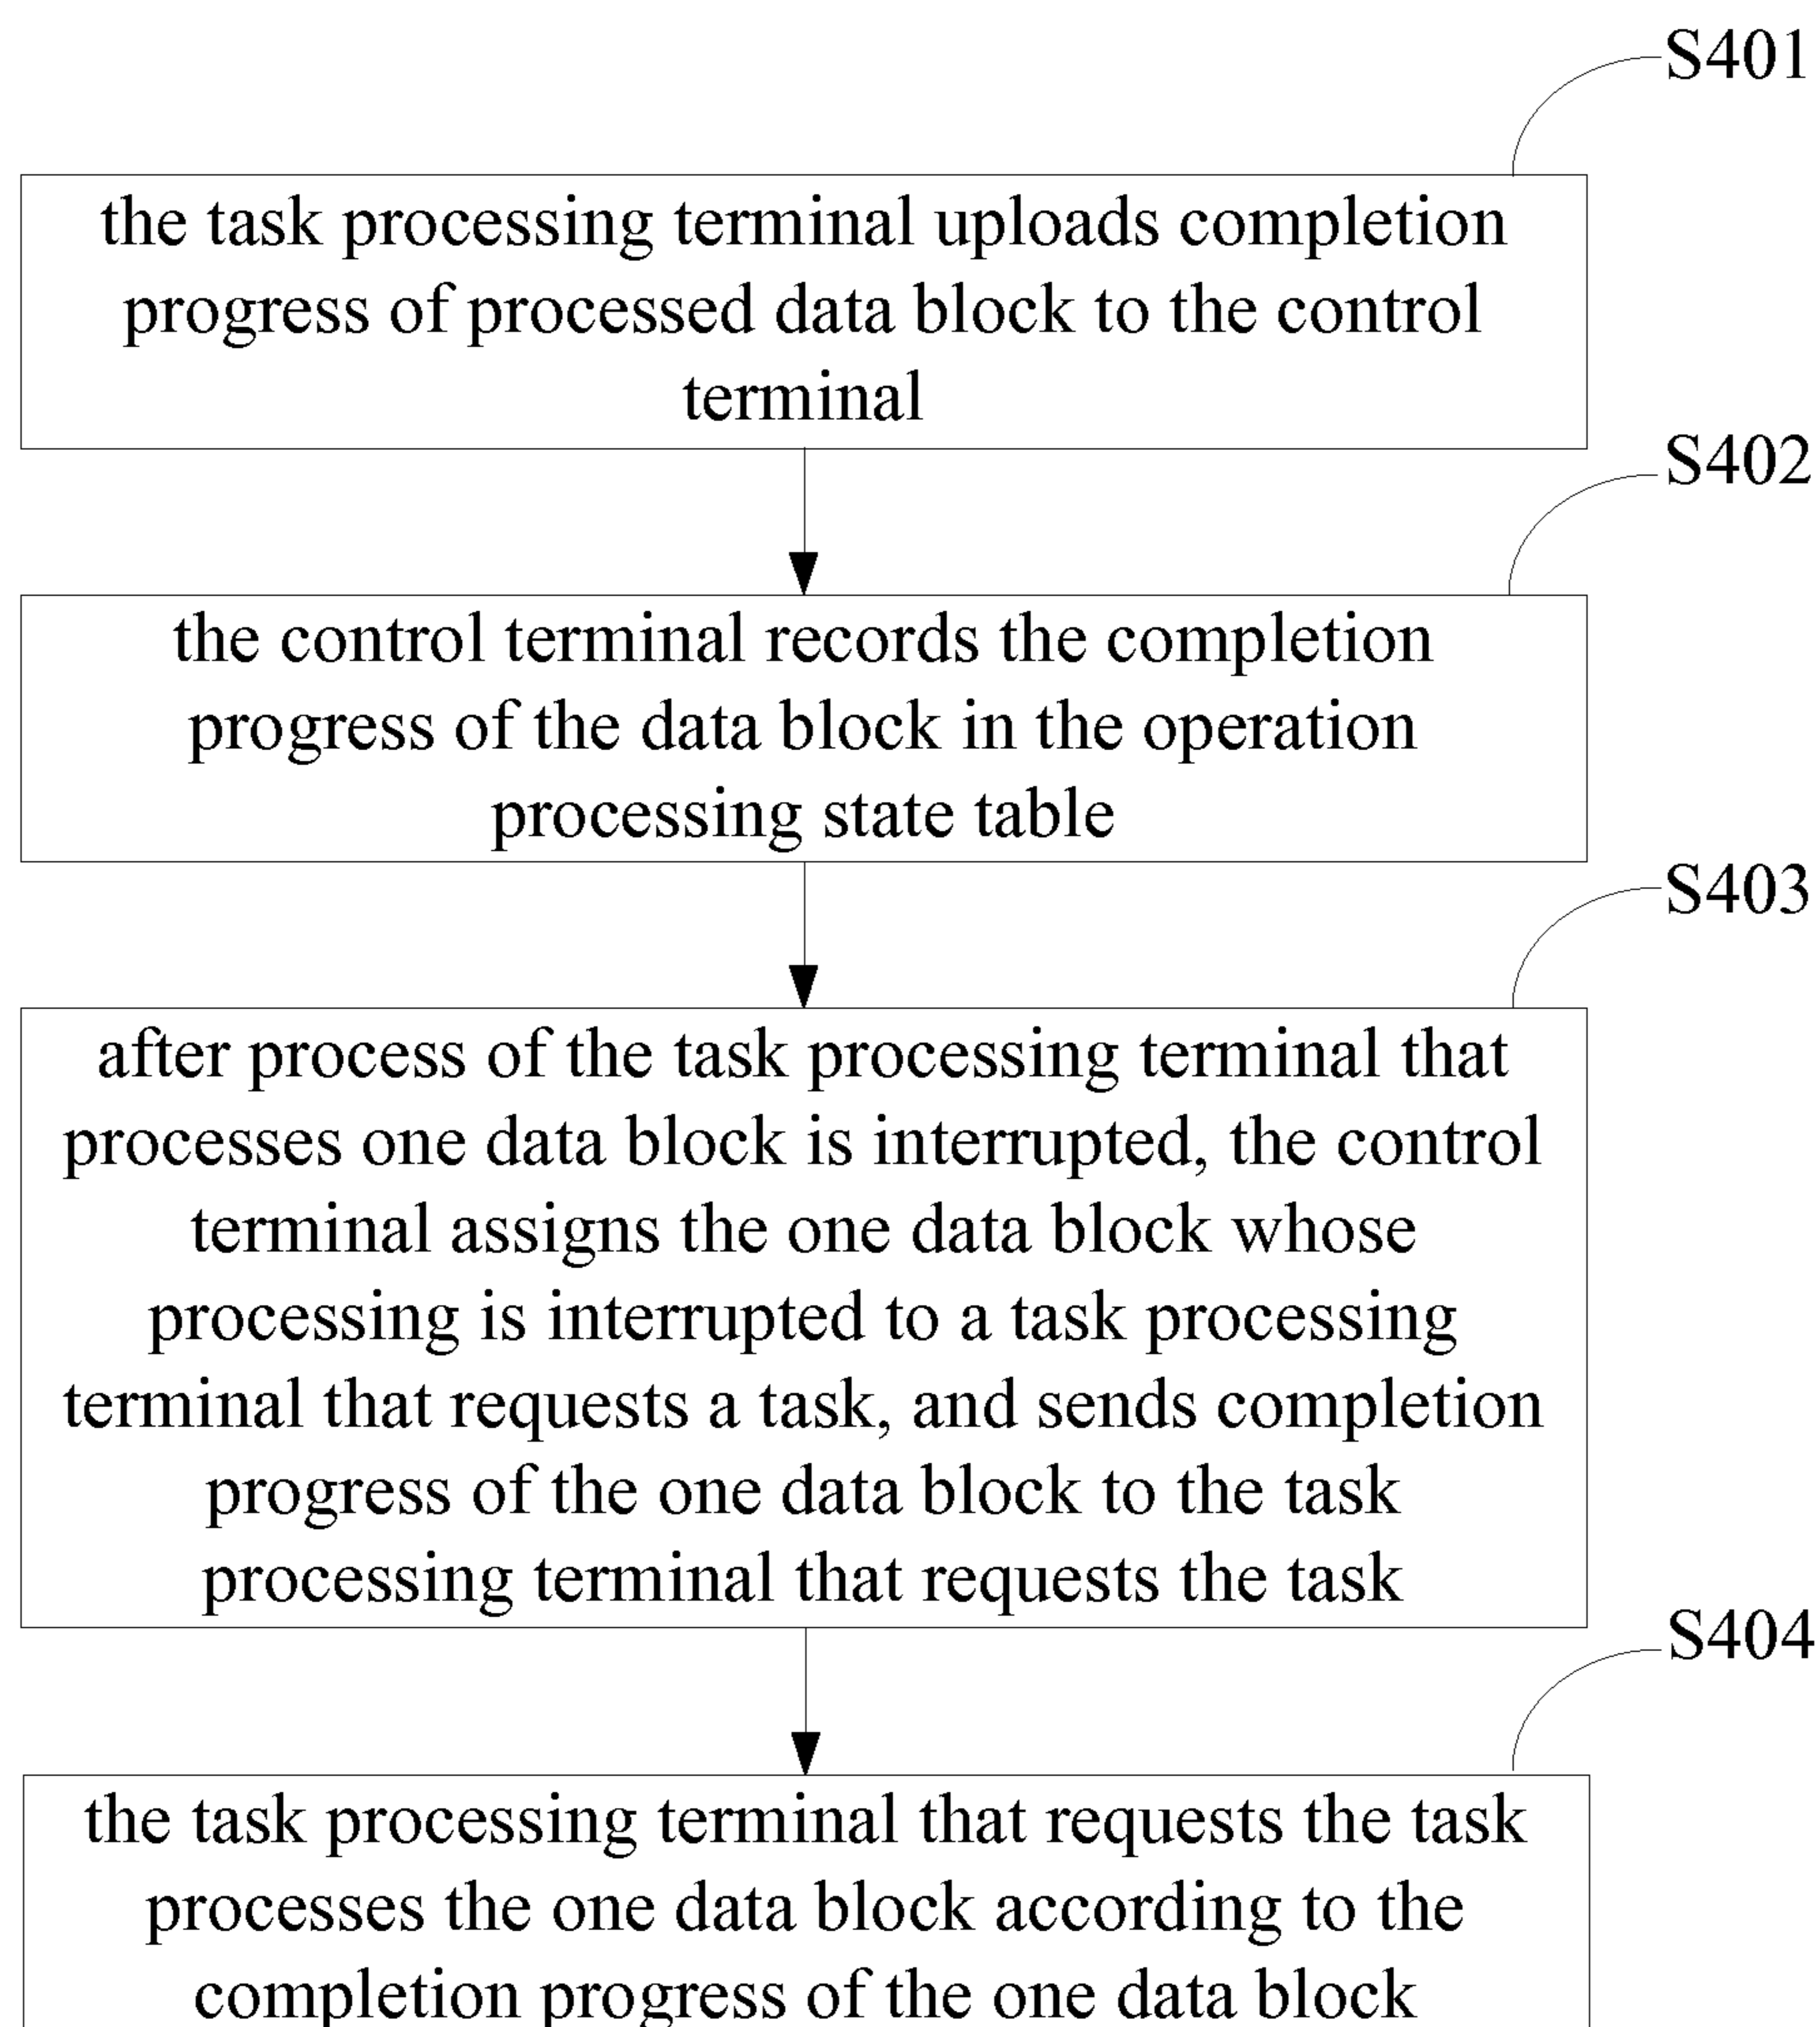 S401
the task processing terminal uploads completion
progress of processed data block to the control
terminal
S402
the control terminal records the completion
progress of the data block in the operation
processing state table
S403
after process of the task processing terminal that
processes one data block is interrupted, the control
terminal assigns the one data block whose
processing is interrupted to a task processing
terminal that requests a task, and sends completion
progress of the one data block to the task
processing terminal that requests the task
S404
the task processing terminal that requests the task
processes the one data block according to the
completion progress of the one data block